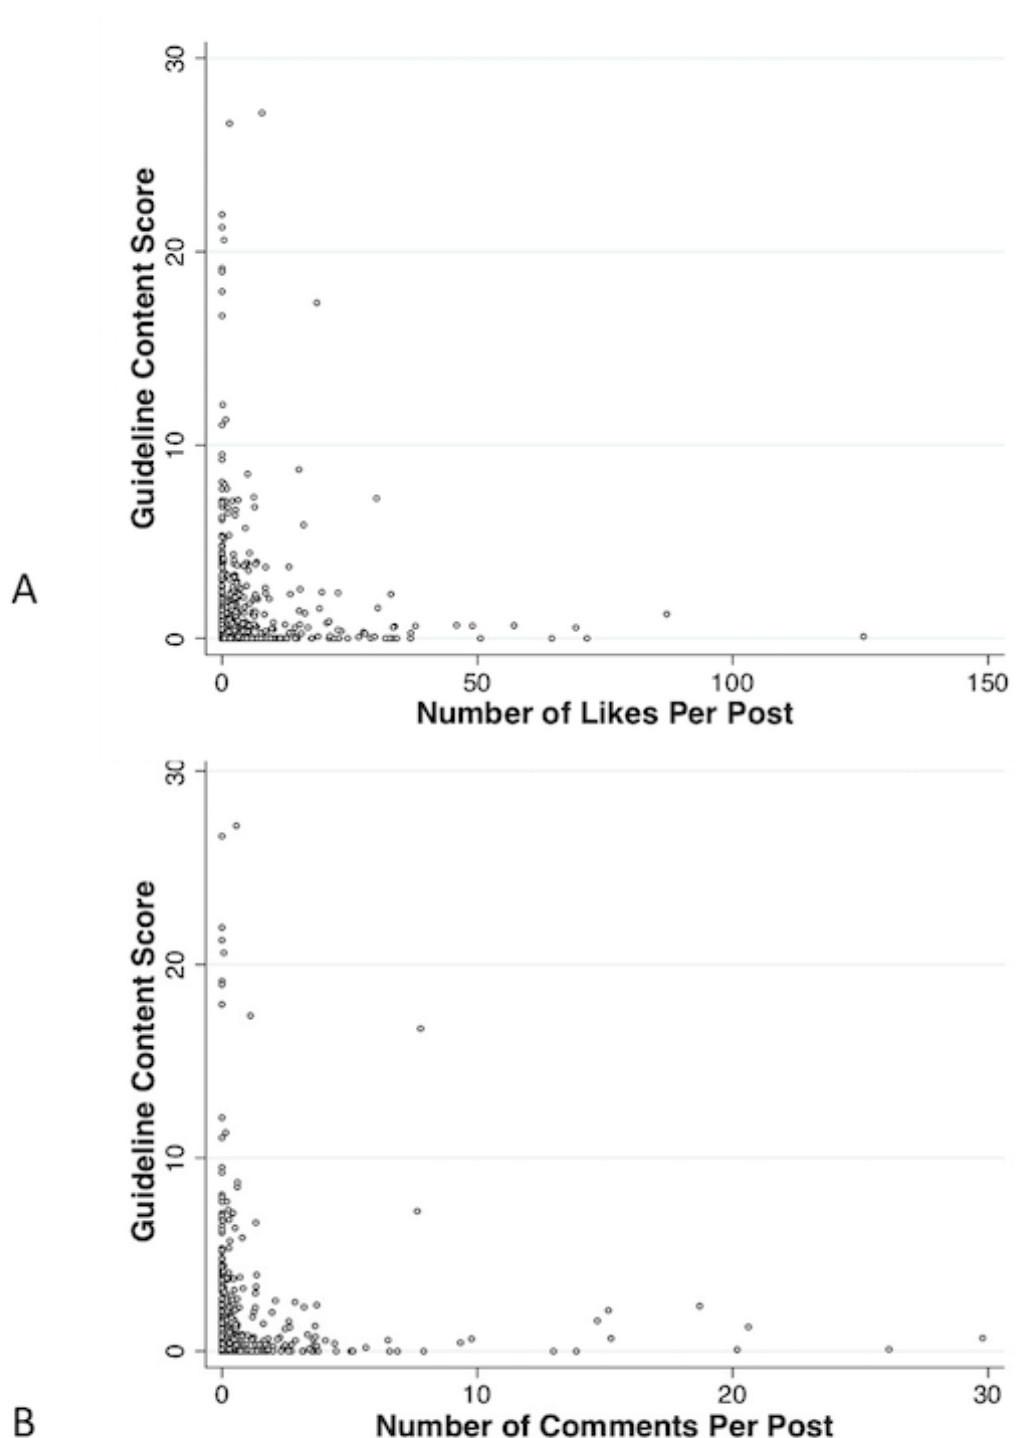 30
20
10
0
Guideline Content Score
A
0 50 100 150
Number of Likes Per Post
30
20
10
0
Guideline Content Score
0 10 20 30
B
Number of Comments Per Post